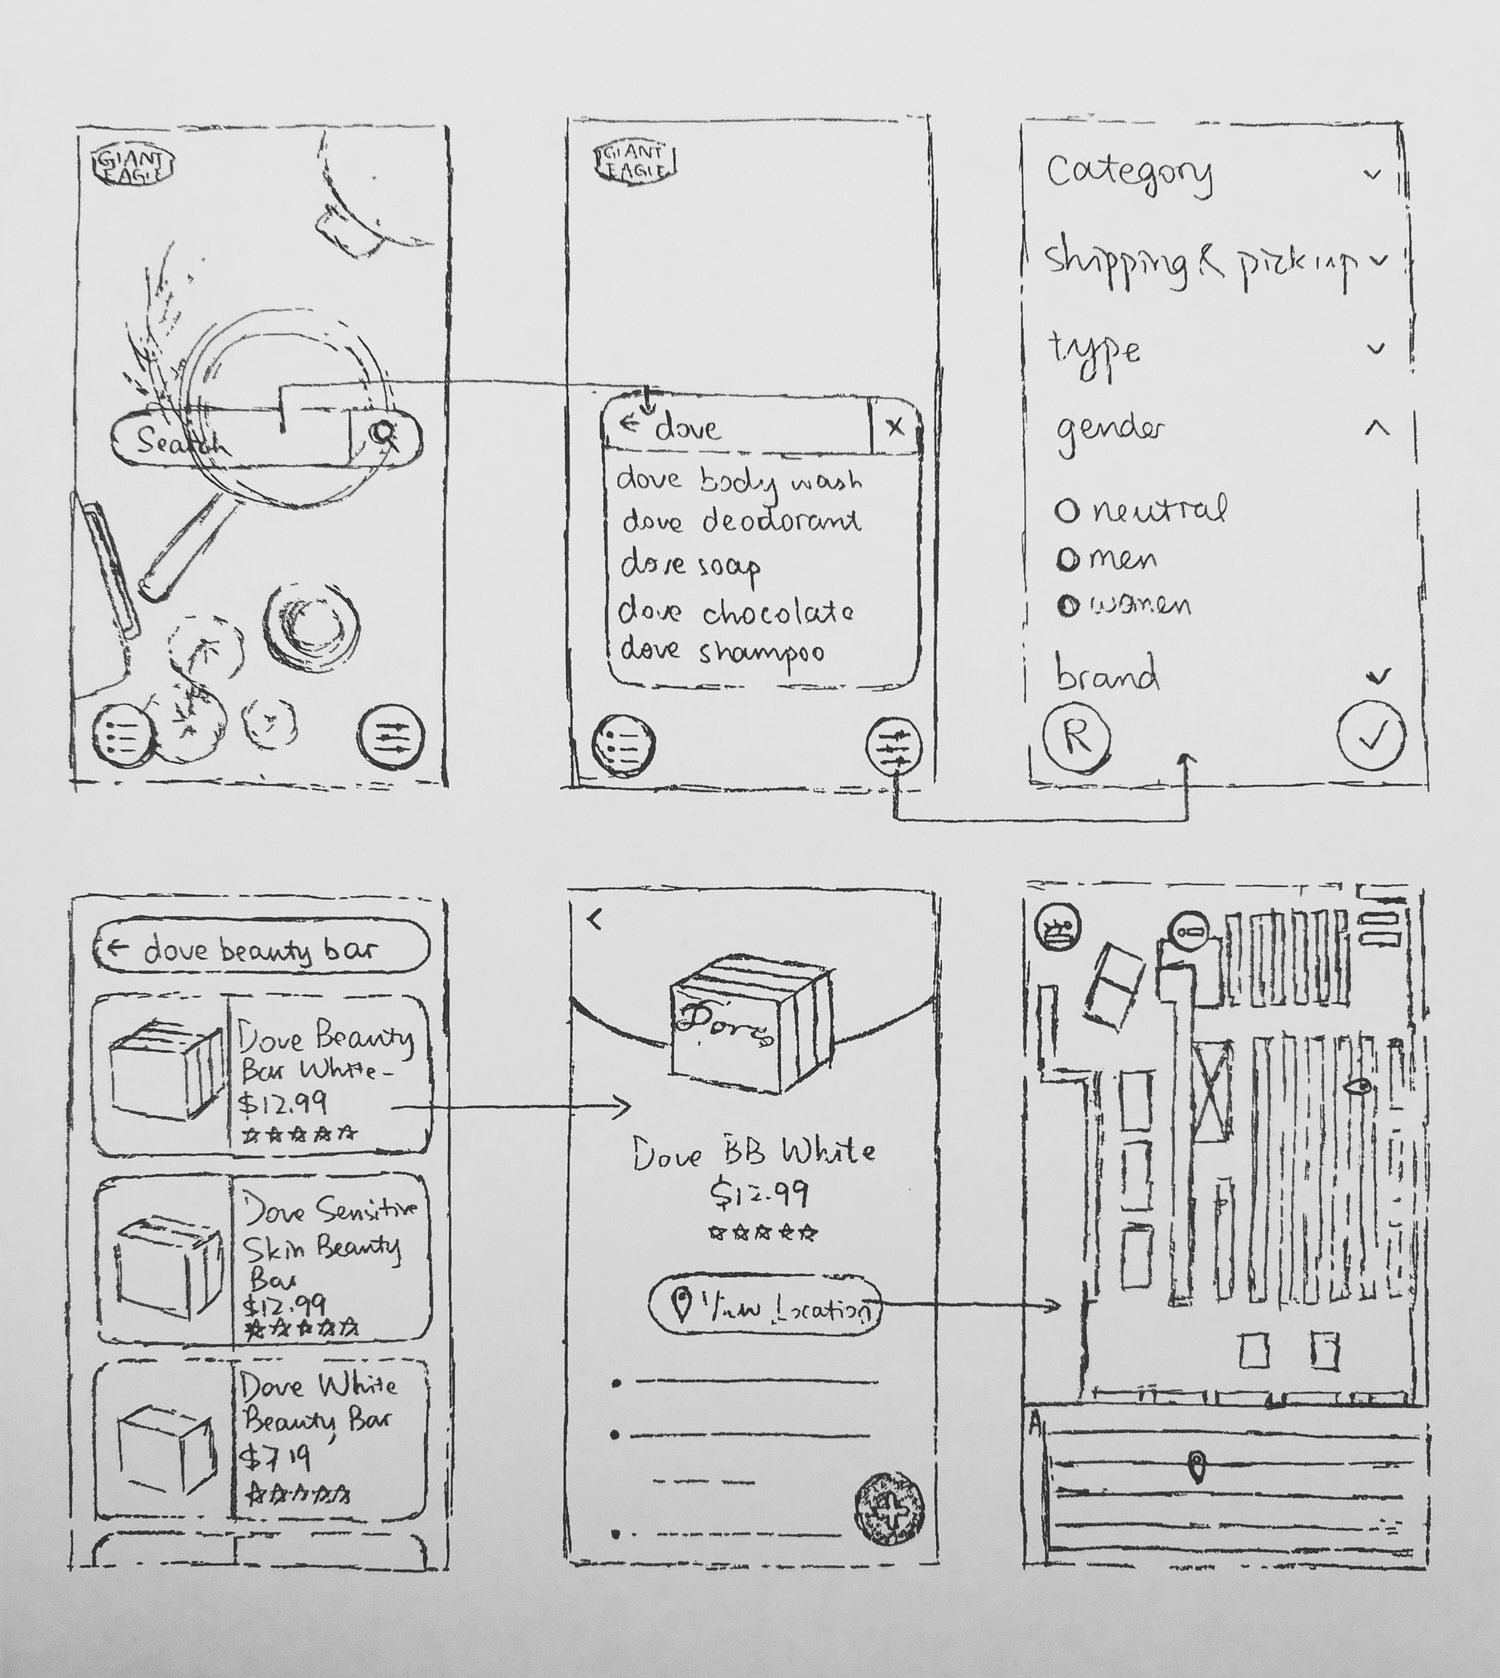 GIANT
EAGLE
Search
GIANT
EAGLE
dove
dove body wash
dove deodorant
dove soap
dove chocolate
dove shampoo
Category
shipping & pick up
type
gender
neutral
men
women
brand
R
dove beauty bar
Dove Beauty
Bar White-
$12.99
Dove Sensitive
Skin Beauty
Bar
$12.99
Dove White
Beauty Bar
$7.19
Dove
Dove BB White
$12.99
View Location
A